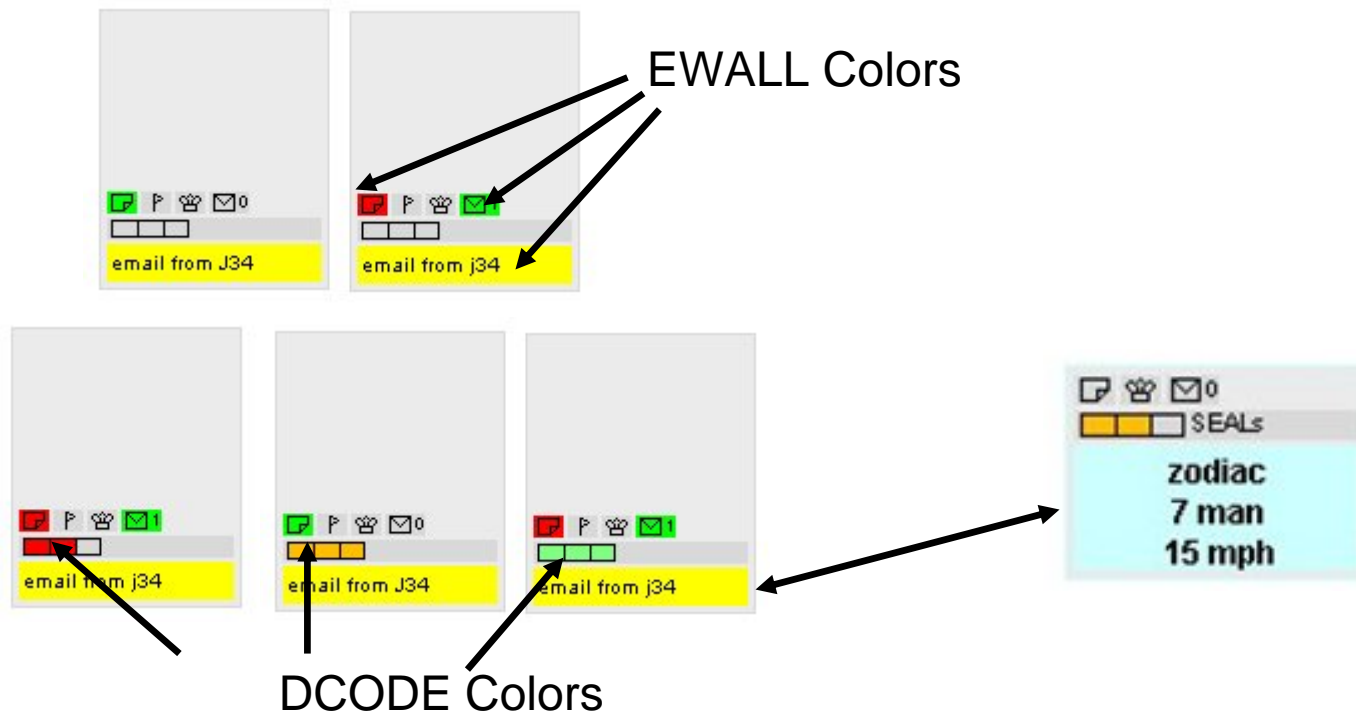 EWALL Colors
0
1
email from J34
email from j34
1
0
1
email from j34
email from J34
email from j34
0
SEALs
zodiac
7 man
15 mph
DCODE Colors